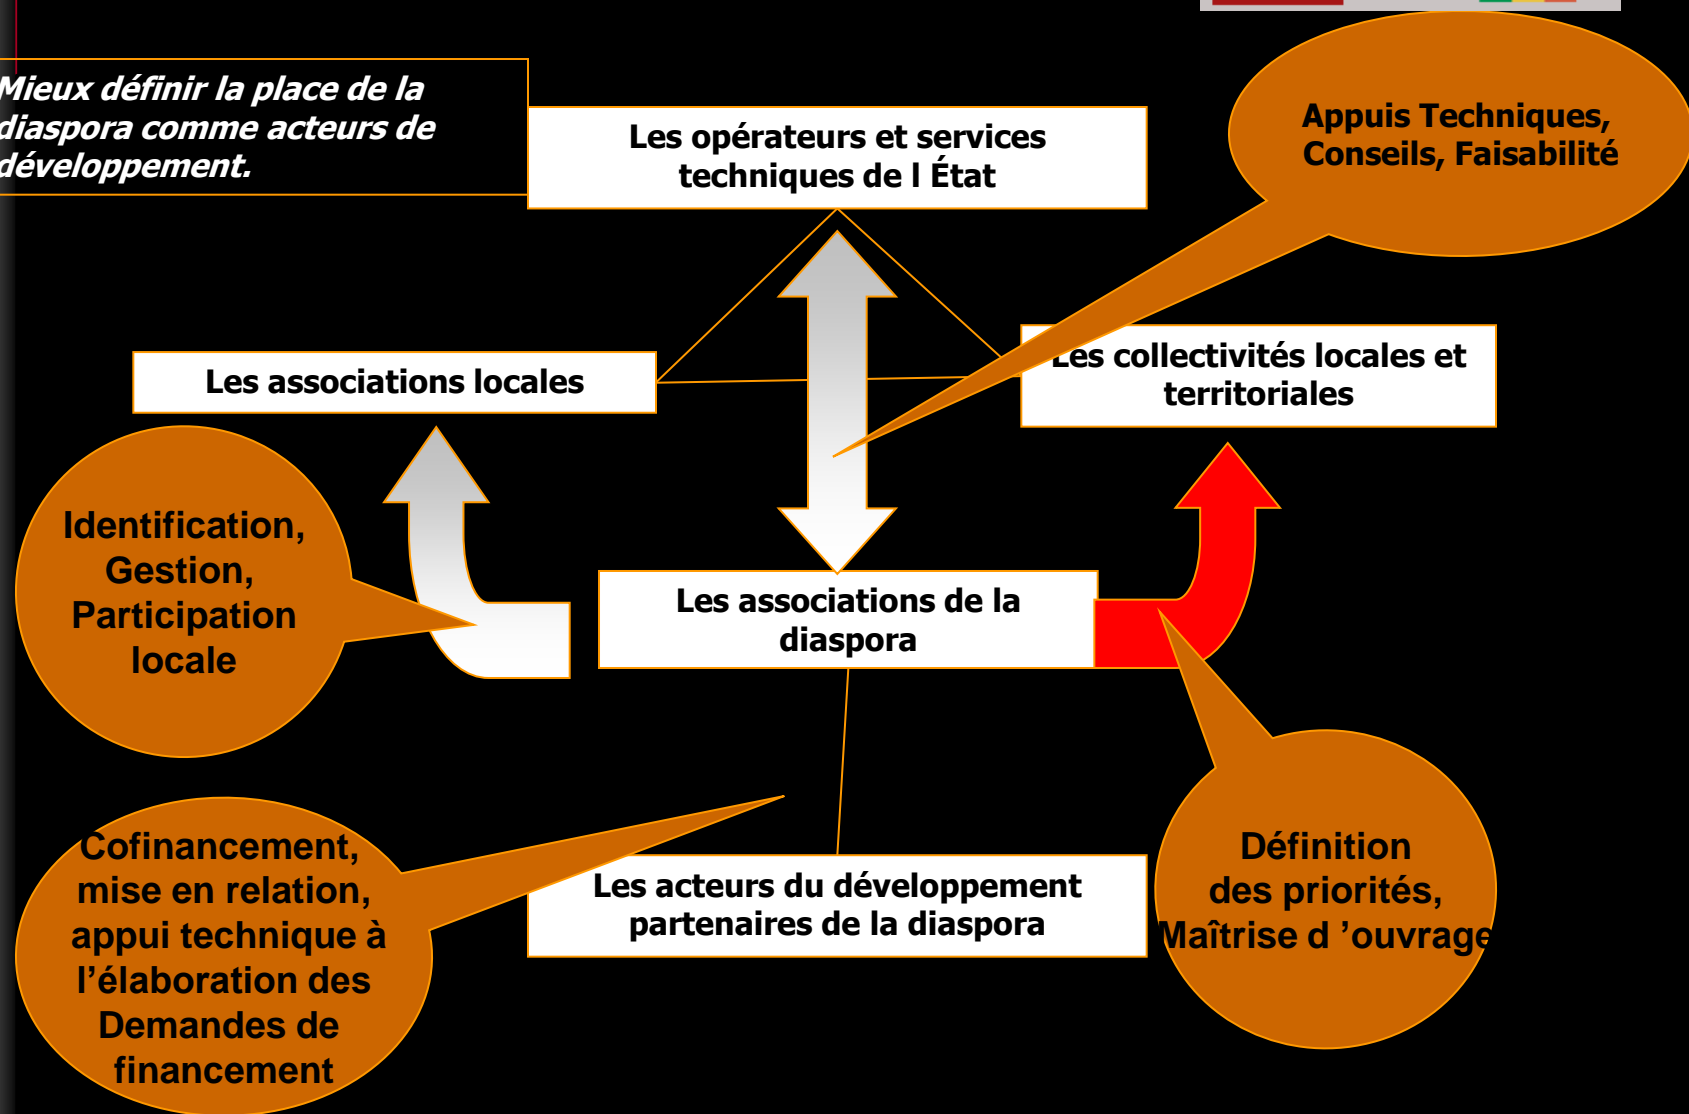 Mieux définir la place de la
diaspora comme acteurs de
développement.
Les opérateurs et services
techniques de l État
Appuis Techniques,
Conseils, Faisabilité
Les associations locales
Les collectivités locales et
territoriales
Identification,
Gestion,
Participation
locale
Les associations de la
diaspora
Cofinancement,
mise en relation,
appui technique à
l’élaboration des
Demandes de
financement
Les acteurs du développement
partenaires de la diaspora
Définition
des priorités,
Maîtrise d ’ouvrage